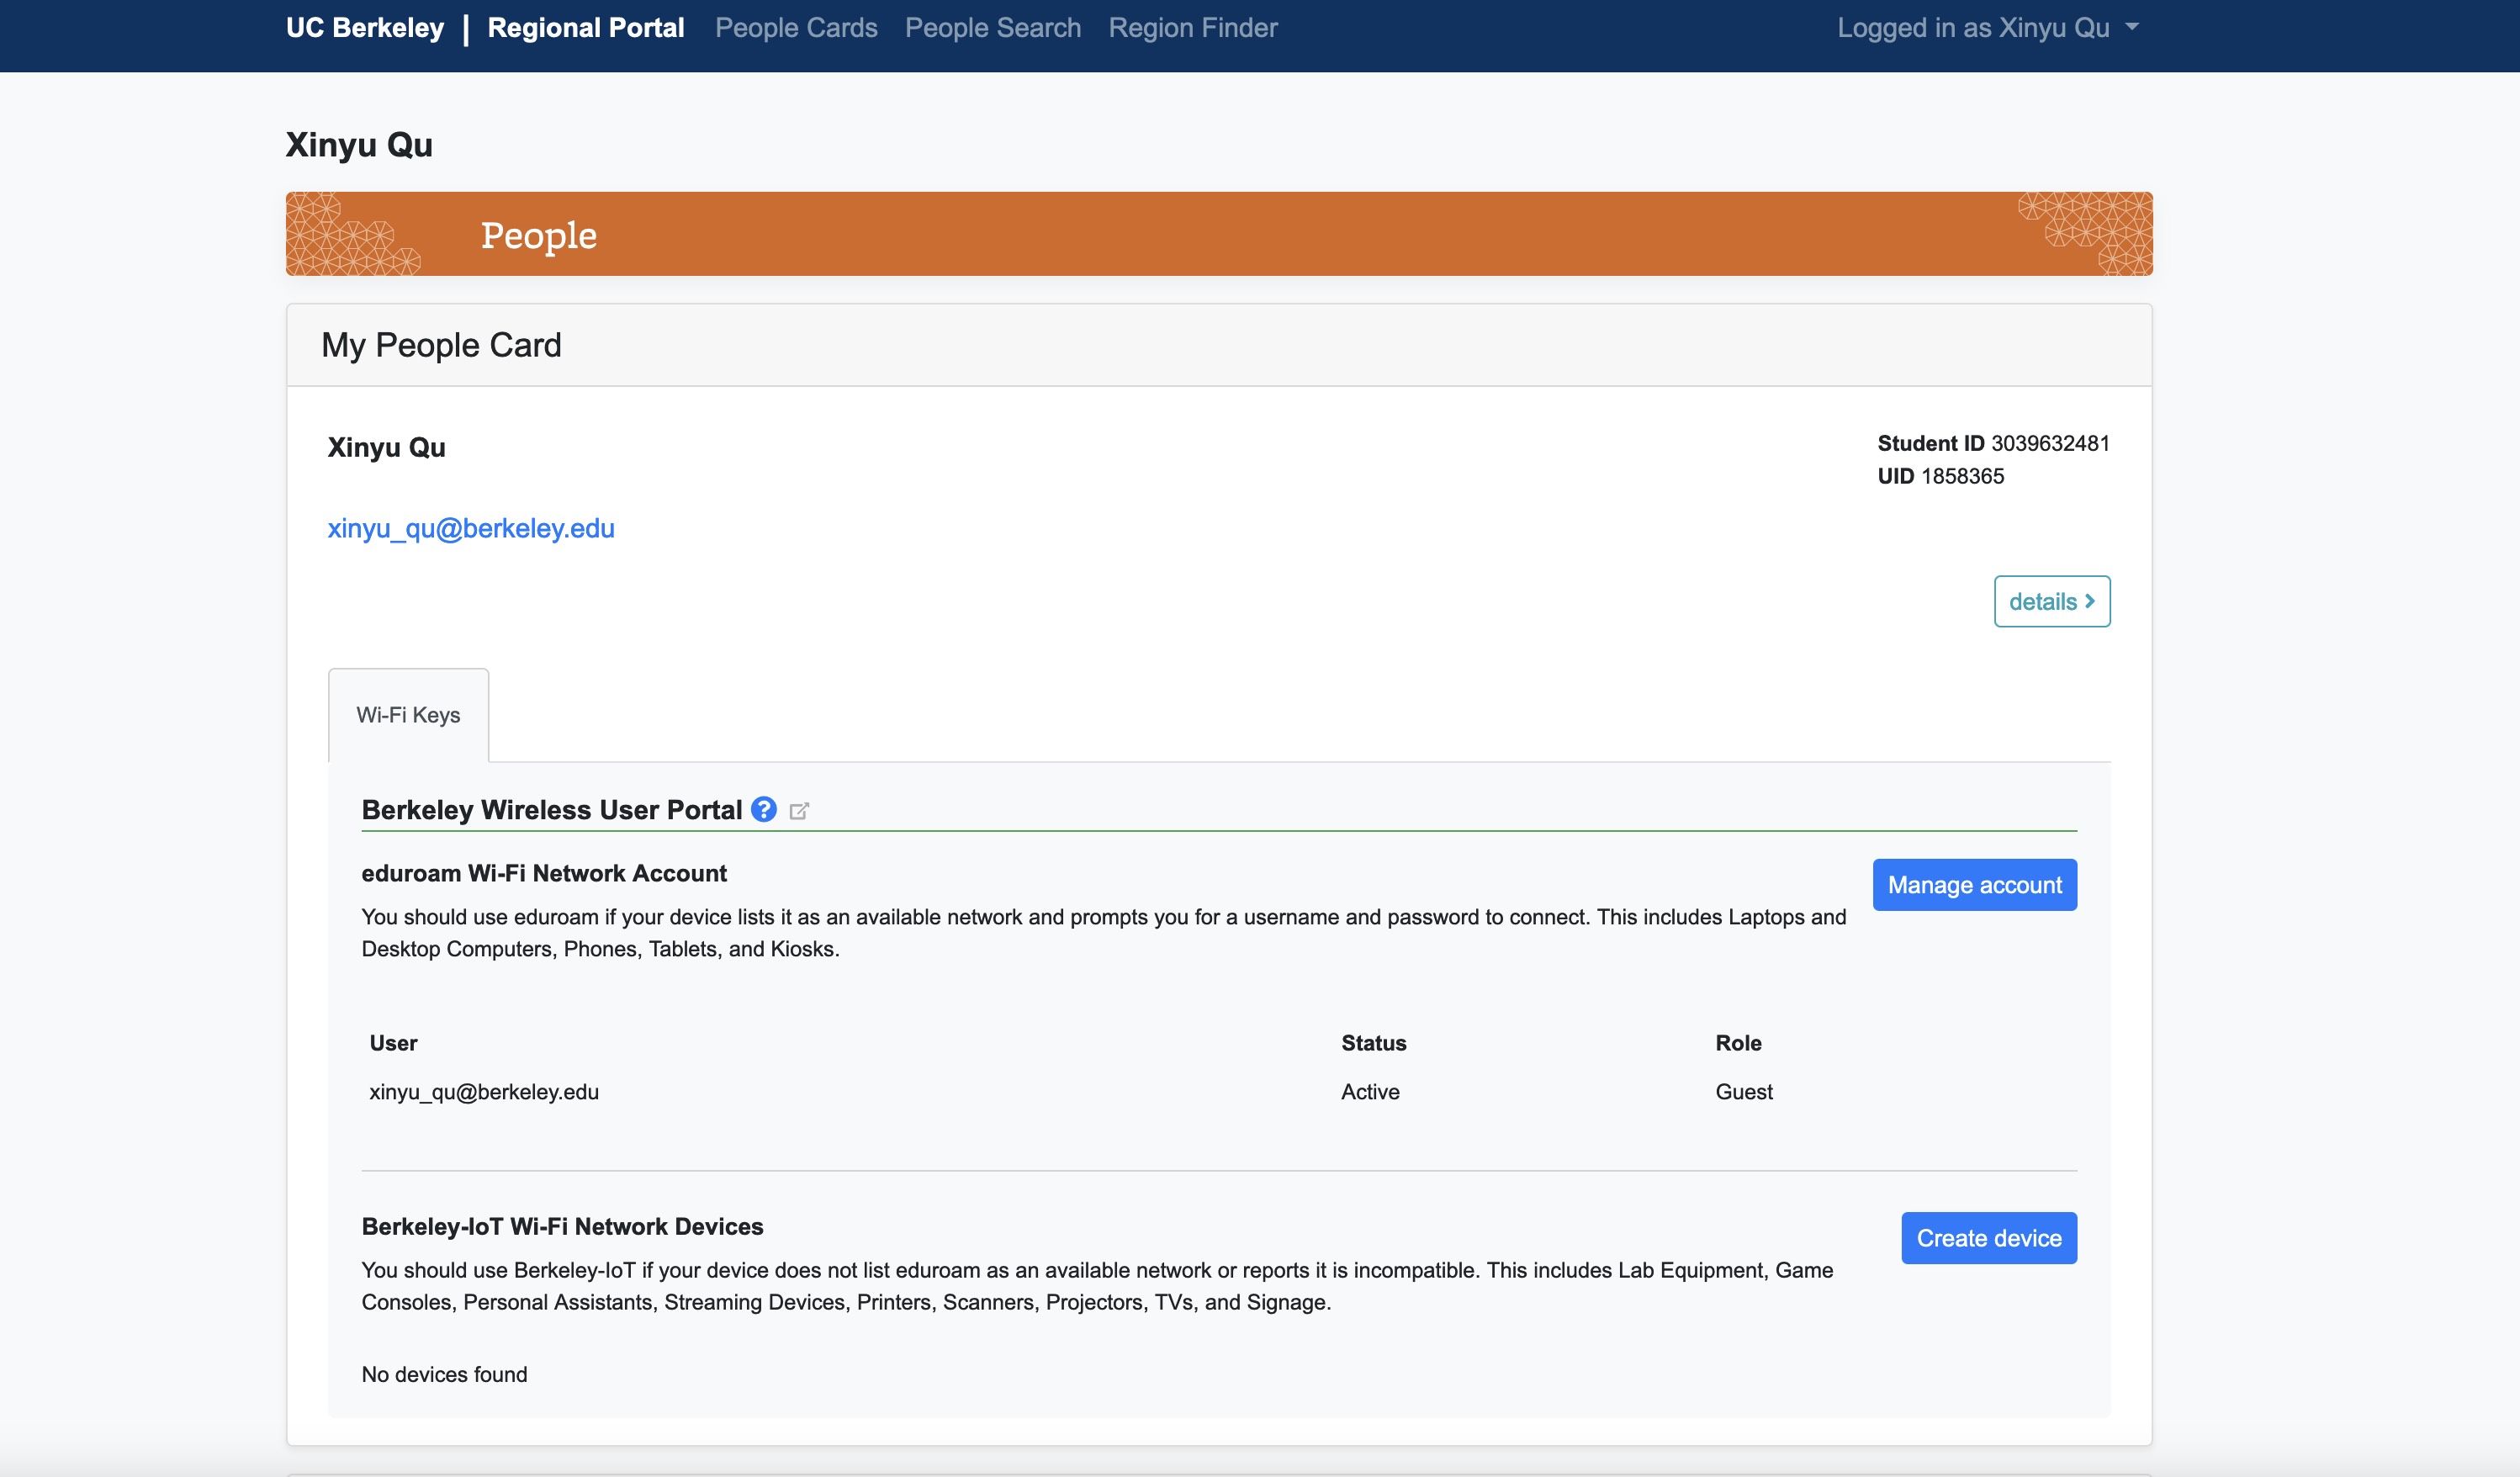 UC Berkeley | Regional Portal People Cards People Search Region Finder Logged in as Xinyu Qu
Xinyu Qu
People
My People Card
Xinyu Qu
Student ID 3039632481
UID 1858365
xinyu_qu@berkeley.edu
details
Wi-Fi Keys
Berkeley Wireless User Portal ?
eduroam Wi-Fi Network Account
Manage account
You should use eduroam if your device lists it as an available network and prompts you for a username and password to connect. This includes Laptops and
Desktop Computers, Phones, Tablets, and Kiosks.
User Status Role
xinyu_qu@berkeley.edu Active Guest
Berkeley-IoT Wi-Fi Network Devices
Create device
You should use Berkeley-IoT if your device does not list eduroam as an available network or reports it is incompatible. This includes Lab Equipment, Game
Consoles, Personal Assistants, Streaming Devices, Printers, Scanners, Projectors, TVs, and Signage.
No devices found